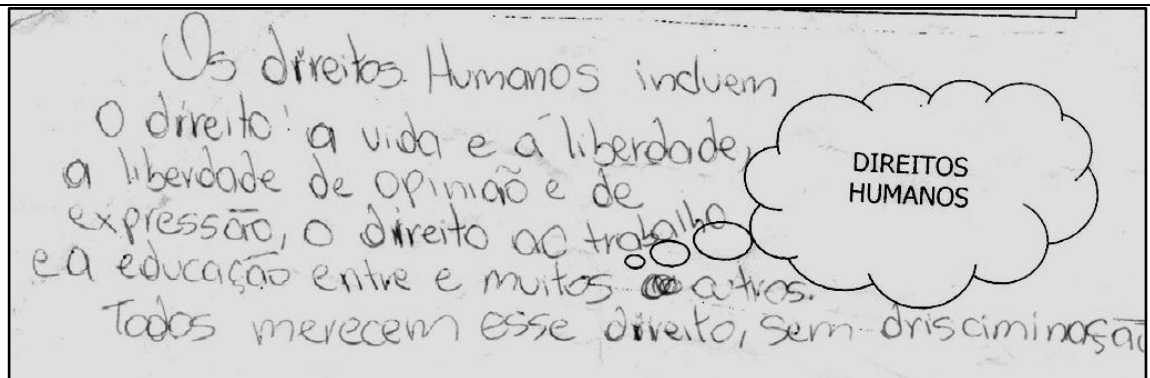 Os direitos Humanos incluem
O direito a vida e a liberdade,
a liberdade de opinião e de
expressão, o direito ao trabalho
e a educação entre e muitos outros.
Todos merecem esse direito, sem drisciminasão
DIREITOS
HUMANOS